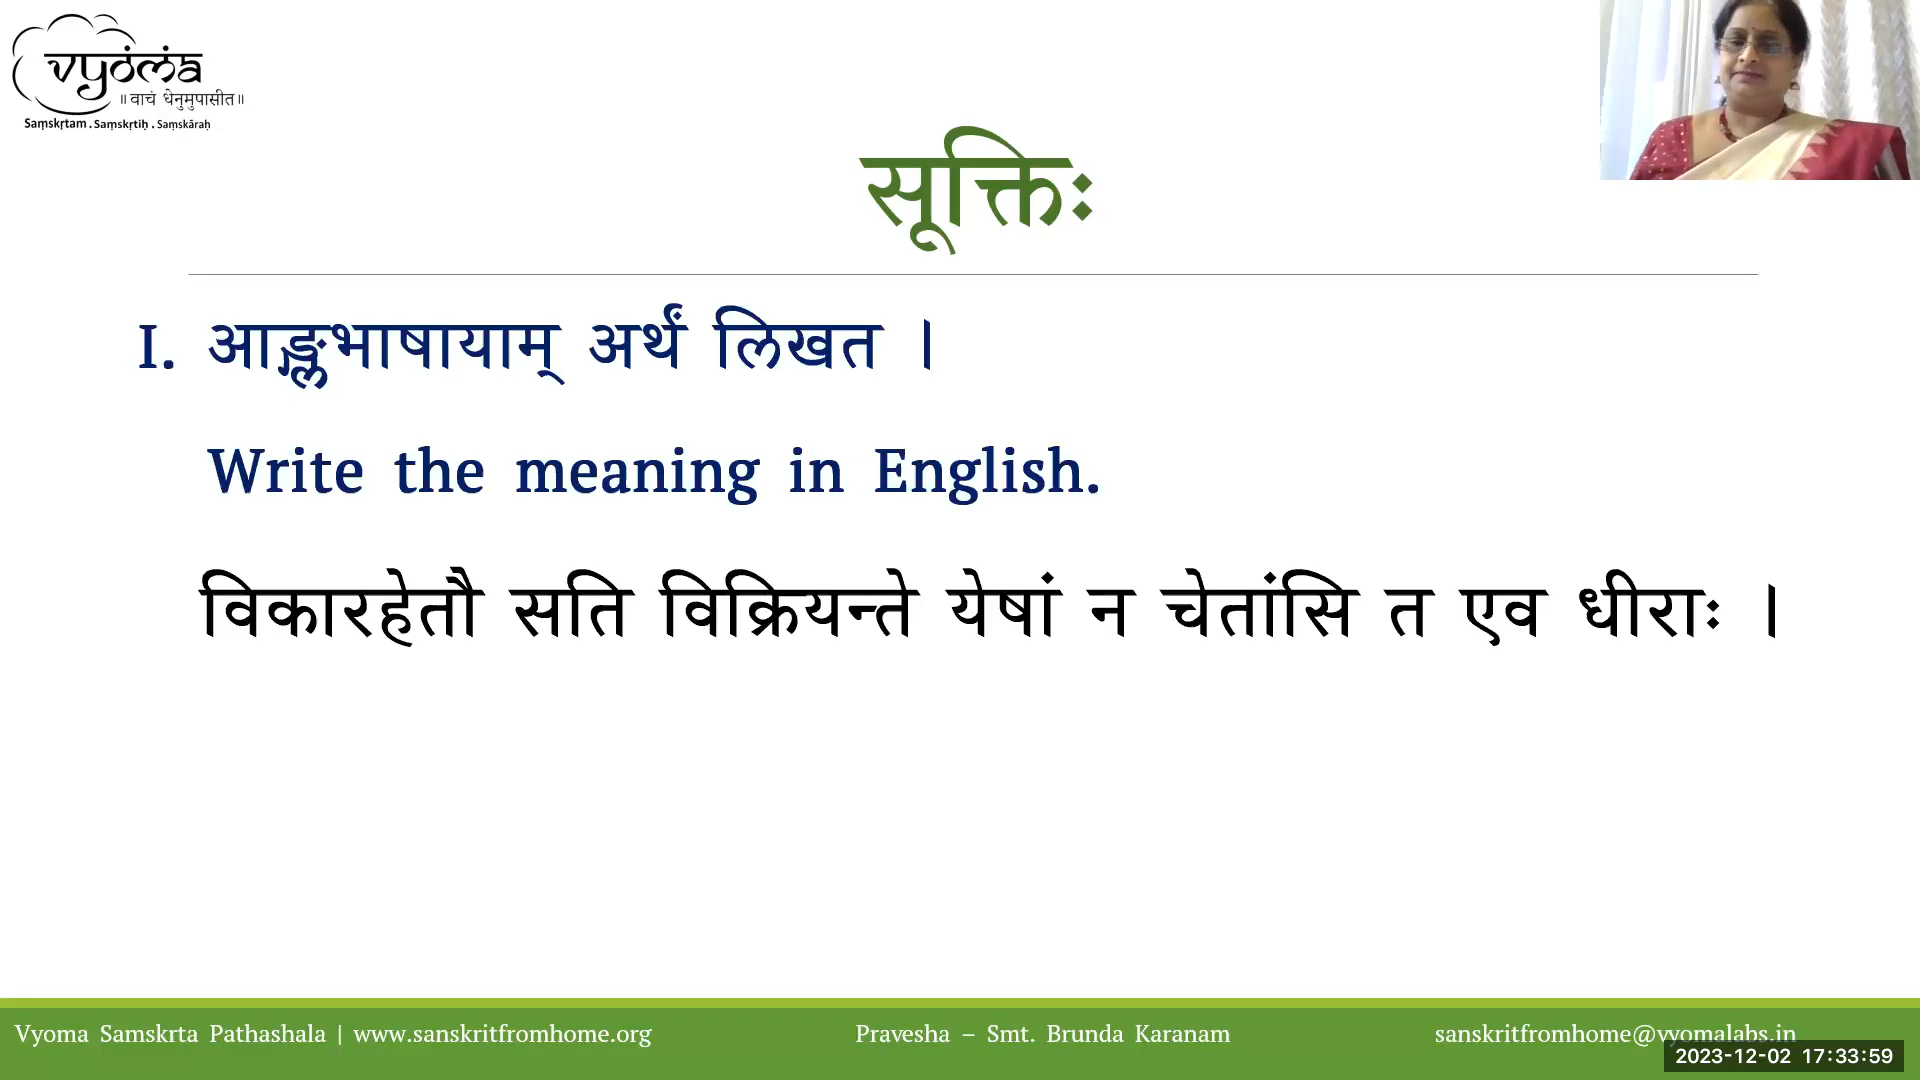 vyoma
॥वाचं धेनुमुपासीत॥
Saṃskṛtam . Saṃskṛtiḥ . Saṃskāraḥ
सूक्तिः
I. आङ्ग्लभाषायाम् अर्थं लिखत ।
Write the meaning in English.
विकारहेतौ सति विक्रियन्ते येषां न चेतांसि त एव धीराः ।
Vyoma Samskrta Pathashala | www.sanskritfromhome.org
Pravesha – Smt. Brunda Karanam
sanskritfromhome@vyomalabs.in
2023-12-02 17:33:59